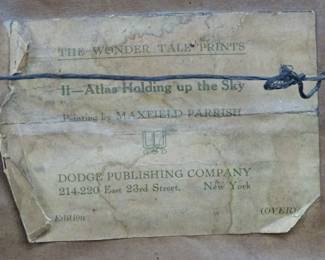 THE WONDER TALE PRINTS
11—Atlas Holding up the Sky
Painting by MAXFIELD PARRISH
DODGE PUBLISHING COMPANY
214-220 East 23rd Street, New York
Edition (OVER)